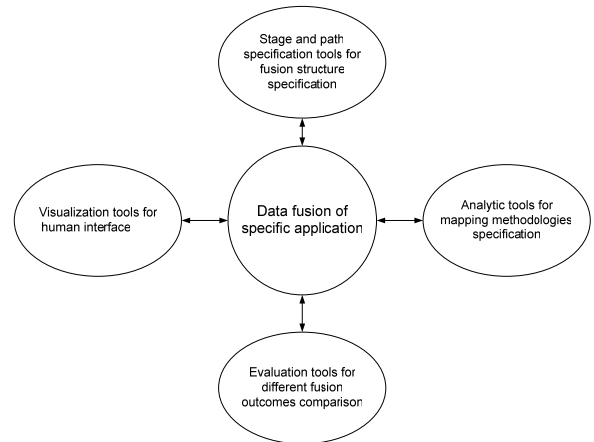 Stage and path
specification tools for
fusion structure
specification
Visualization tools for
human interface
Data fusion of
specific application
Analytic tools for
mapping methodologies
specification
Evaluation tools for
different fusion
outcomes comparison